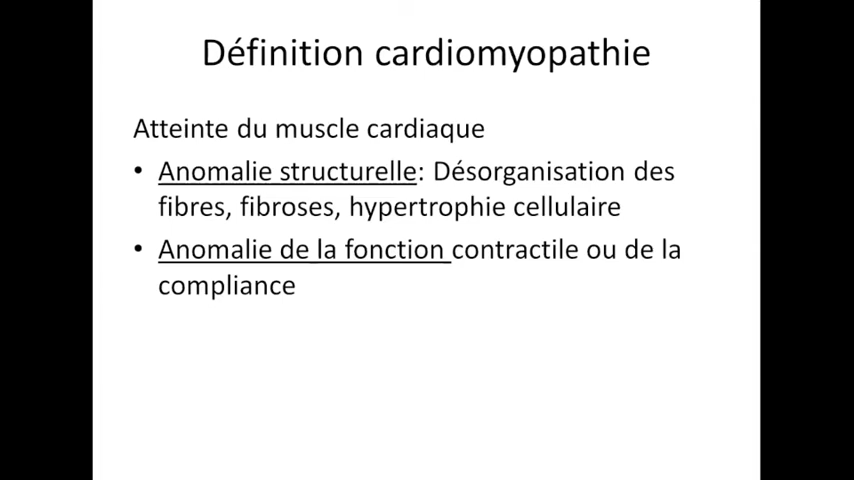 Définition cardiomyopathie
Atteinte du muscle cardiaque
• Anomalie structurelle: Désorganisation des
fibres, fibroses, hypertrophie cellulaire
• Anomalie de la fonction contractile ou de la
compliance